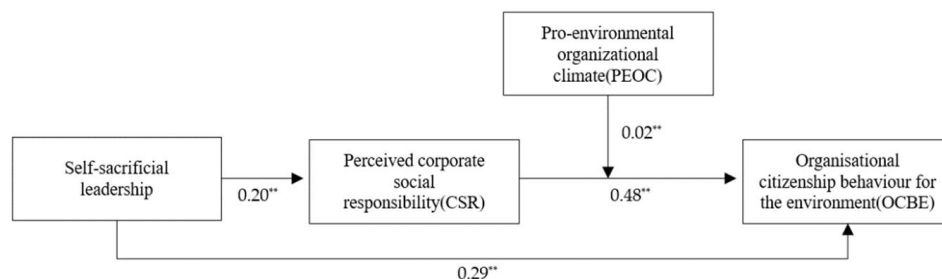 Pro-environmental
organizational
climate(PEOC)
0.02**
Self-sacrificial
leadership
0.20**
Perceived corporate
social
responsibility(CSR)
0.48**
Organisational
citizenship behaviour for
the environment(OCBE)
0.29**